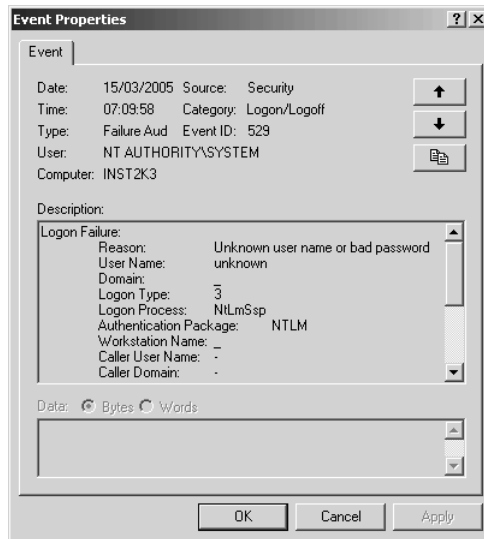 Event Properties
Event
Date: 15/03/2005 Source: Security
Time: 07:09:58 Category: Logon/Logoff
Type: Failure Aud Event ID: 529
User: NT AUTHORITY\SYSTEM
Computer: INST2K3
Description:
Logon Failure:
Reason: Unknown user name or bad password
User Name: unknown
Domain: _
Logon Type: 3
Logon Process: NtLmSsp
Authentication Package: NTLM
Workstation Name: _
Caller User Name: -
Caller Domain: -
Data: Bytes Words
OK Cancel Apply